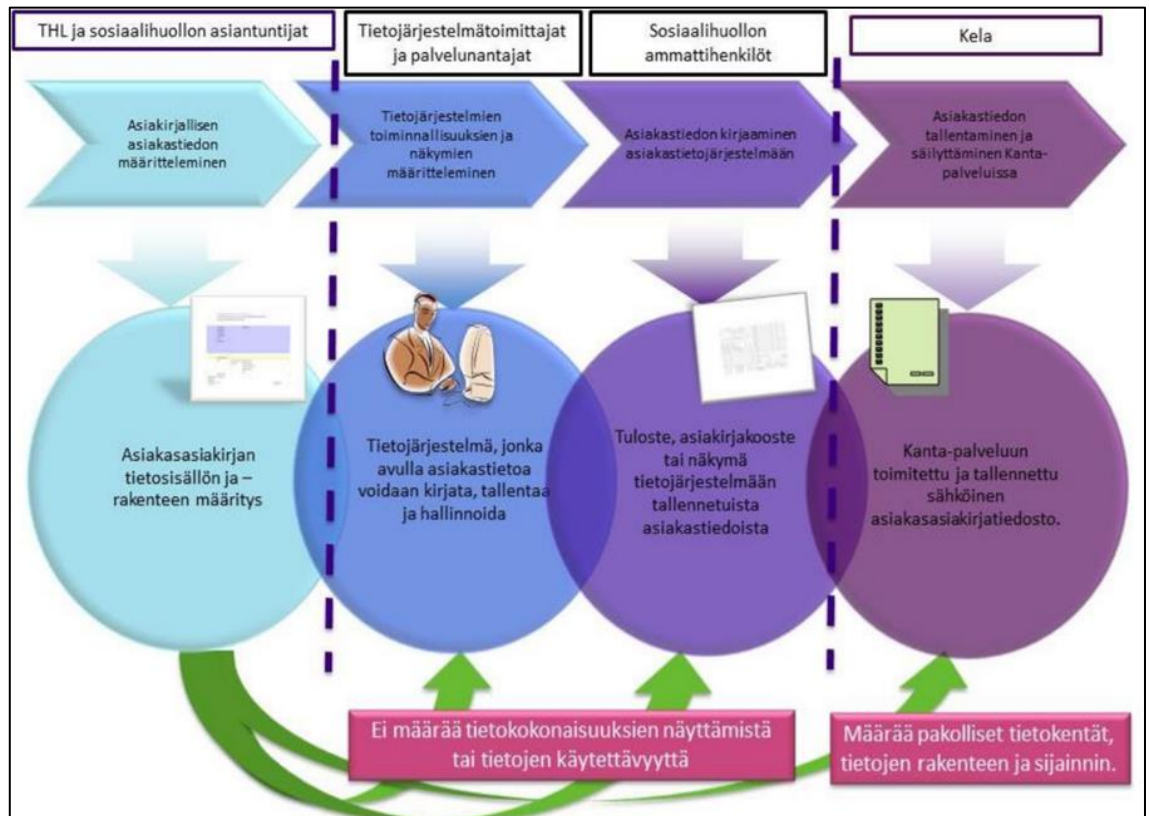 THL ja sosiaalihuollon asiantuntijat
Tietojärjestelmätoimittajat
ja palvelunantajat
Sosiaalihuollon
ammattihenkilöt
Kela
Asiakirjallisen
asiakastiedon
määritteleminen
Tietojärjestelmien
toiminnallisuuksien ja
näkymien
määritteleminen
Asiakastiedon kirjaaminen
asiakastietojärjestelmään
Asiakastiedon
tallentaminen ja
säilyttäminen Kanta-
palveluissa
Asiakasasiakirjan
tietosisällön ja –
rakenteen määritys
Tietojärjestelmä, jonka
avulla asiakastietoa
voidaan kirjata, tallentaa
ja hallinnoida
Tuloste, asiakirjakooste
tai näkymä
tietojärjestelmään
tallennetuista
asiakastiedoista
Kanta-palveluun
toimitettu ja tallennettu
sähköinen
asiakasasiakirjatiedosto.
Ei määrää tietokokonaisuuksien näyttämistä
tai tietojen käytettävyyttä
Määrää pakolliset tietokentät,
tietojen rakenteen ja sijainnin.